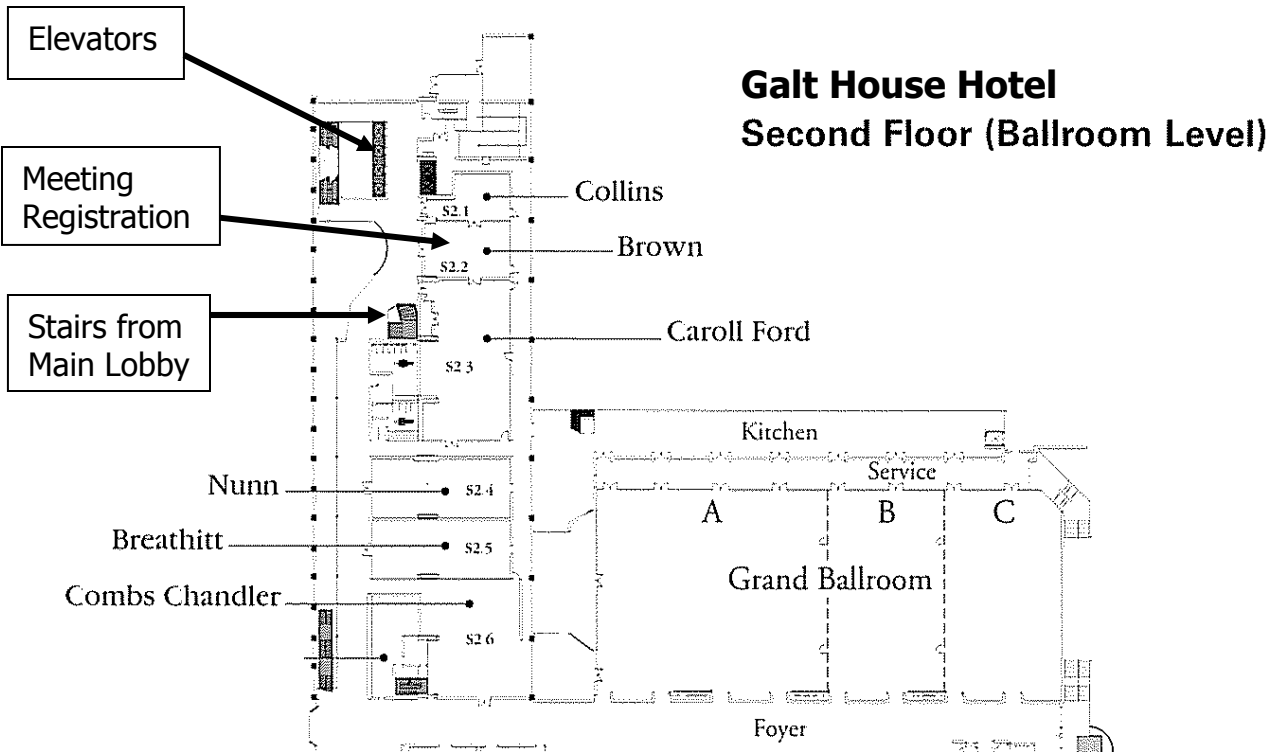 Elevators
Galt House Hotel
Second Floor (Ballroom Level)
Meeting
Registration
Collins
S2.1
Brown
S2.2
Stairs from
Main Lobby
Caroll Ford
S2 3
Kitchen
Service
Nunn
S2.4
A
B
C
Breathitt
S2.5
Grand Ballroom
Combs Chandler
S2 6
Foyer